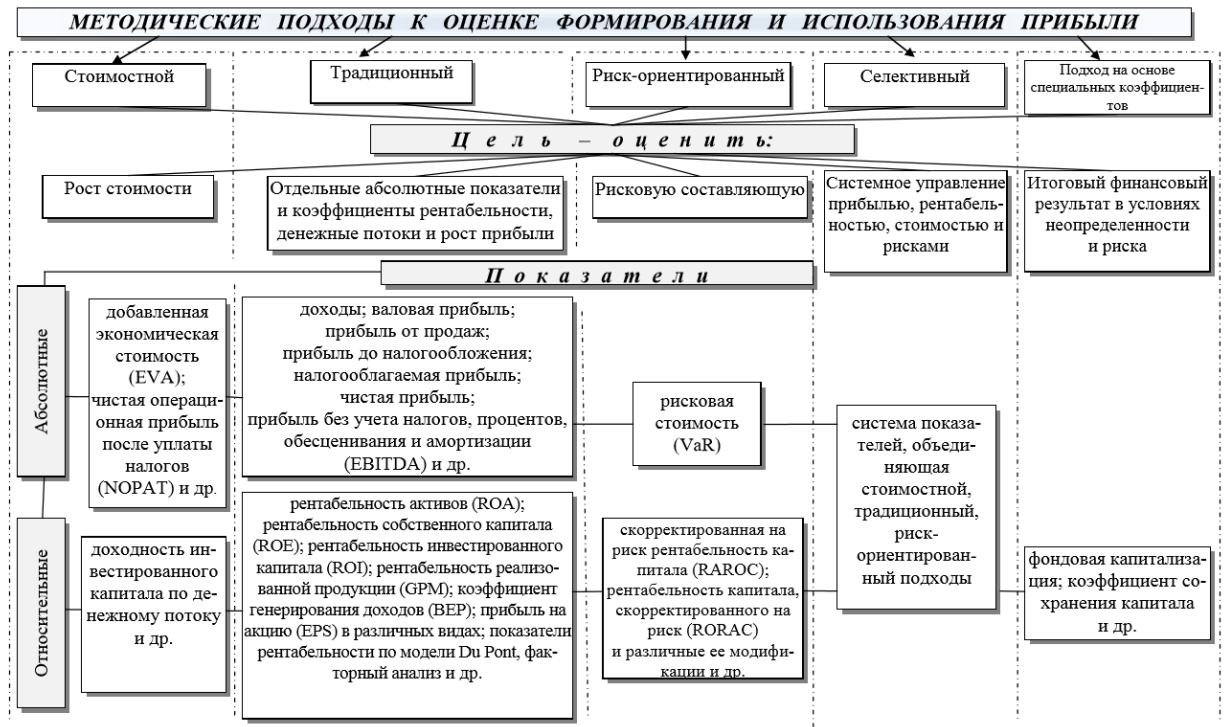 МЕТОДИЧЕСКИЕ ПОДХОДЫ К ОЦЕНКЕ ФОРМИРОВАНИЯ И ИСПОЛЬЗОВАНИЯ ПРИБЫЛИ
Стоимостной
Традиционный
Риск-ориентированный
Селективный
Подход на основе
специальных коэффициен-
тов
Цель – оценить:
Рост стоимости
Отдельные абсолютные показатели
и коэффициенты рентабельности,
денежные потоки и рост прибыли
Рисковую составляющую
Системное управление
прибылью, рентабель-
ностью, стоимостью и
рисками
Итоговый финансовый
результат в условиях
неопределенности
и риска
Показатели
Абсолютные
добавленная
экономическая
стоимость
(EVA);
чистая операци-
онная прибыль
после уплаты
налогов
(NOPAT) и др.
доходы; валовая прибыль;
прибыль от продаж;
прибыль до налогообложения;
налогооблагаемая прибыль;
чистая прибыль;
прибыль без учета налогов, процентов,
обесценивания и амортизации
(EBITDA) и др.
рисковая
стоимость
(VaR)
система показа-
телей, объеди-
няющая
стоимостной,
традиционный,
риск-
ориентирован-
ный подходы
Относительные
доходность ин-
вестированного
капитала по де-
нежному потоку
и др.
рентабельность активов (ROA);
рентабельность собственного капитала
(ROE); рентабельность инвестированного
капитала (ROI); рентабельность реализо-
ванной продукции (GPM); коэффициент
генерирования доходов (BEP); прибыль на
акцию (EPS) в различных видах; показатели
рентабельности по модели Du Pont, фак-
торный анализ и др.
скорректированная на
риск рентабельность ка-
питала (RAROC);
рентабельность капитала,
скорректированного на
риск (RORAC)
и различные ее модифи-
кации и др.
фондовая капитализа-
ция; коэффициент со-
хранения капитала
и др.